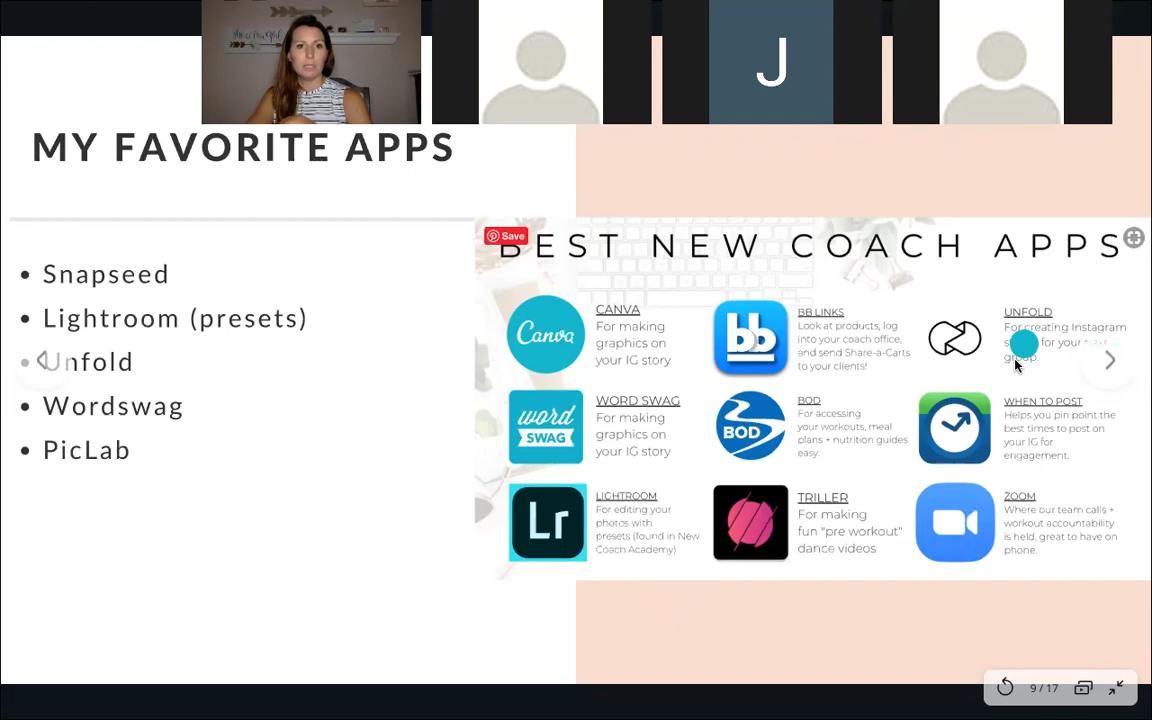 J
MY FAVORITE APPS
• Snapseed
• Lightroom (presets)
• Unfold
• Wordswag
• PicLab
Save
BEST NEW COACH APPS
Canva
CANVA
For making
graphics on
your IG story
bb
BB LINKS
Look at products, log
into your coach office,
and send Share-a-Carts
to your clients!
UNFOLD
For creating Instagram
for your next
group.
word
SWAG
WORD SWAG
For making
graphics on
your IG story
BOD
BOD
For accessing
your workouts, meal
plans + nutrition guides
easy.
WHEN TO POST
Helps you pin point the
best times to post on
your IG for
engagement.
Lr
LIGHTROOM
For editing your
photos with
presets (found in New
Coach Academy)
TRILLER
For making
fun "pre workout"
dance videos
ZOOM
Where our team calls +
workout accountability
is held, great to have on
phone.
9 / 17